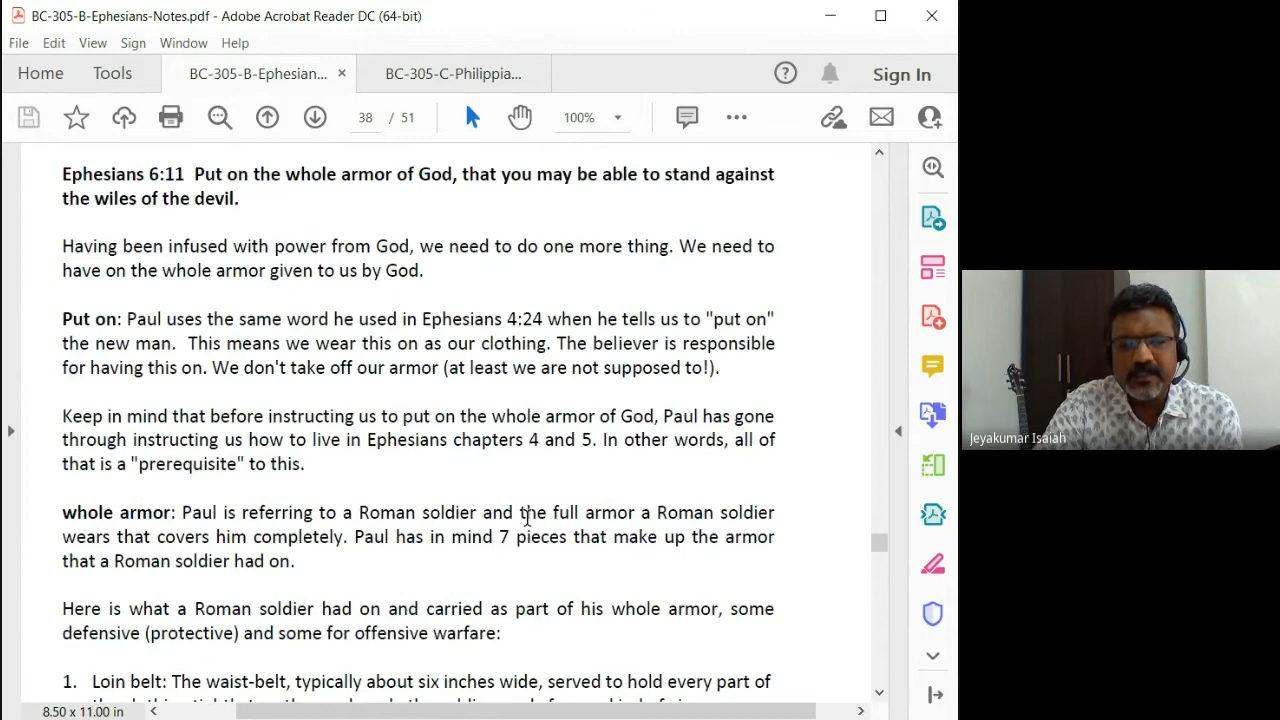 BC-305-B-Ephesians-Notes.pdf - Adobe Acrobat Reader DC (64-bit)
File Edit View Sign Window Help
Home Tools BC-305-B-Ephesian... × BC-305-C-Philippia... Sign In
38 / 51 100%
Ephesians 6:11 Put on the whole armor of God, that you may be able to stand against
the wiles of the devil.
Having been infused with power from God, we need to do one more thing. We need to
have on the whole armor given to us by God.
Put on: Paul uses the same word he used in Ephesians 4:24 when he tells us to "put on"
the new man. This means we wear this on as our clothing. The believer is responsible
for having this on. We don't take off our armor (at least we are not supposed to!).
Keep in mind that before instructing us to put on the whole armor of God, Paul has gone
through instructing us how to live in Ephesians chapters 4 and 5. In other words, all of
that is a "prerequisite" to this.
whole armor: Paul is referring to a Roman soldier and the full armor a Roman soldier
wears that covers him completely. Paul has in mind 7 pieces that make up the armor
that a Roman soldier had on.
Here is what a Roman soldier had on and carried as part of his whole armor, some
defensive (protective) and some for offensive warfare:
1. Loin belt: The waist-belt, typically about six inches wide, served to hold every part of
8.50 x 11.00 in
Jeyakumar Isaiah